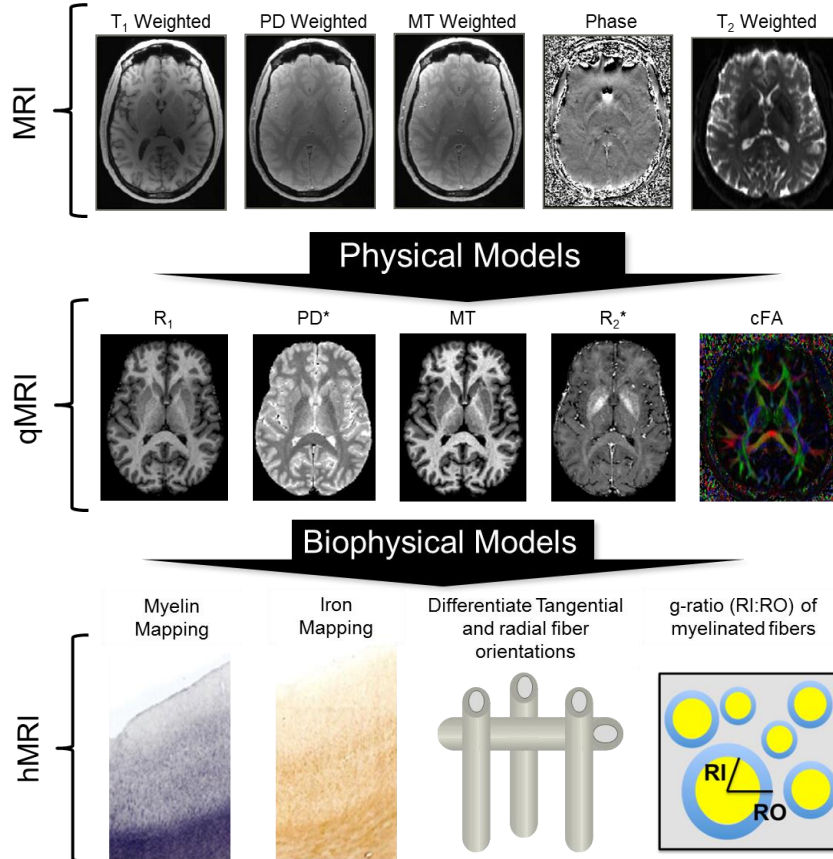 T₁ Weighted
PD Weighted
MT Weighted
Phase
T₂ Weighted
MRI
Physical Models
R₁
PD*
MT
R₂*
cFA
qMRI
Biophysical Models
Myelin
Mapping
Iron
Mapping
Differentiate Tangential
and radial fiber
orientations
g-ratio (RI:RO) of
myelinated fibers
hMRI
RI
RO